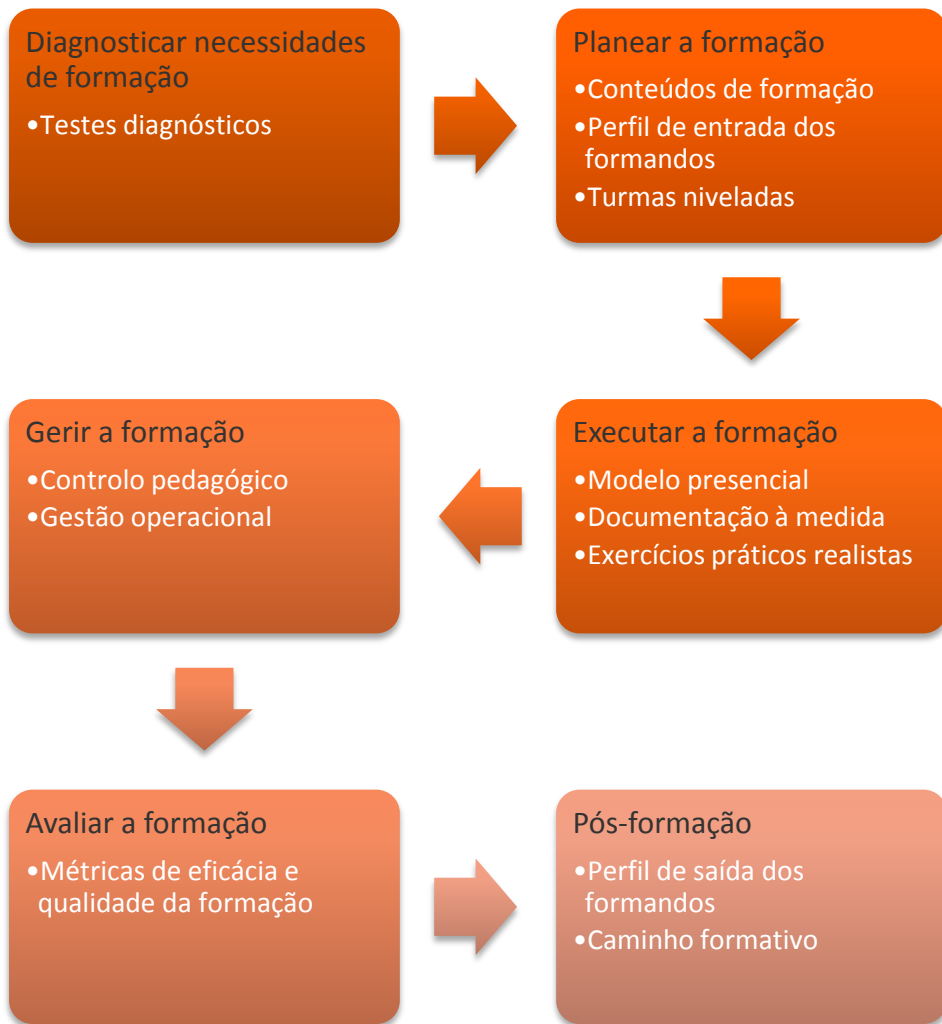 Diagnosticar necessidades
de formação
•Testes diagnósticos
Planear a formação
•Conteúdos de formação
•Perfil de entrada dos
formandos
•Turmas niveladas
Executar a formação
•Modelo presencial
•Documentação à medida
•Exercícios práticos realistas
Gerir a formação
•Controlo pedagógico
•Gestão operacional
Avaliar a formação
•Métricas de eficácia e
qualidade da formação
Pós-formação
•Perfil de saída dos
formandos
•Caminho formativo